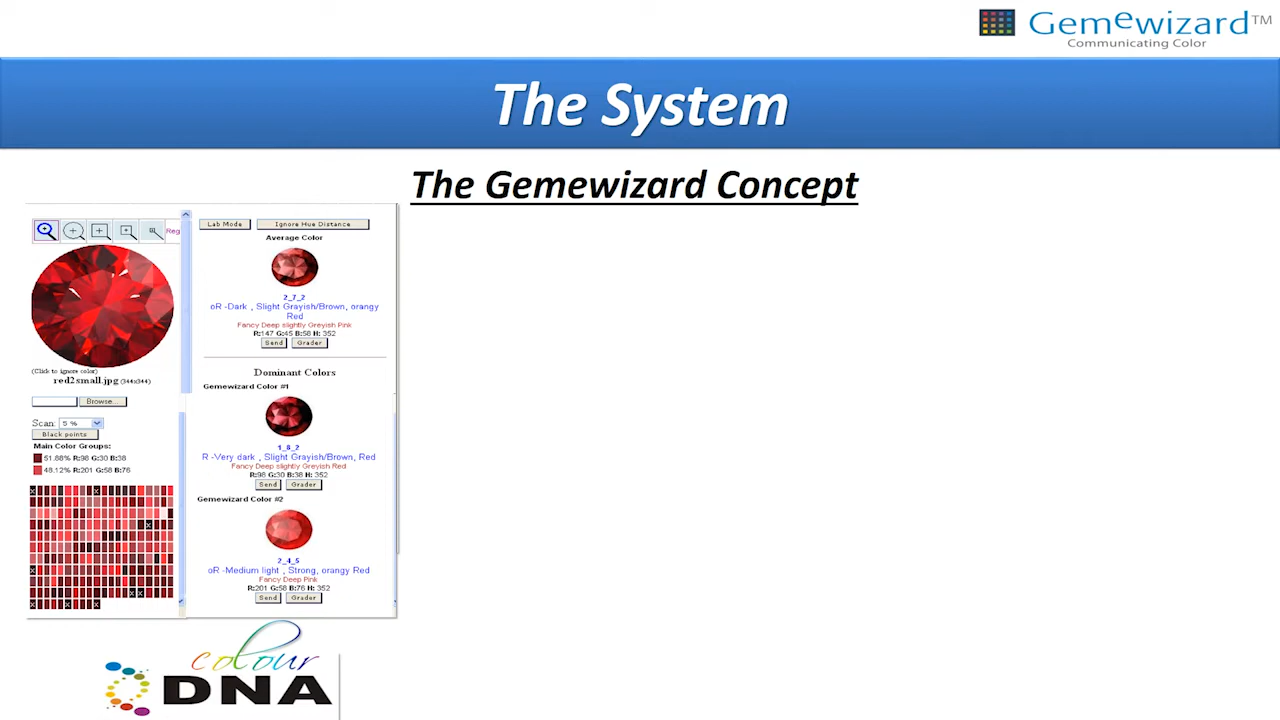 Gemewizard™
Communicating Color
The System
The Gemewizard Concept
Reg
(Click to ignore color)
red2small.jpg (344x344)
Browse...
Scan: 5 %
Black points
Main Color Groups:
51.88% R:98 G:30 B:38
48.12% R:201 G:58 B:76
Lab Mode
Ignore Hue Distance
Average Color
2_7_2
oR -Dark , Slight Grayish/Brown, orangy
Red
Fancy Deep slightly Greyish Pink
R:147 G:45 B:58 H: 352
Send
Grader
Dominant Colors
Gemewizard Color #1
1_8_2
R -Very dark , Slight Grayish/Brown, Red
Fancy Deep slightly Greyish Red
R:98 G:30 B:38 H: 352
Send
Grader
Gemewizard Color #2
2_4_5
oR -Medium light , Strong, orangy Red
Fancy Deep Pink
R:201 G:58 B:76 H: 352
Send
Grader
colour
DNA